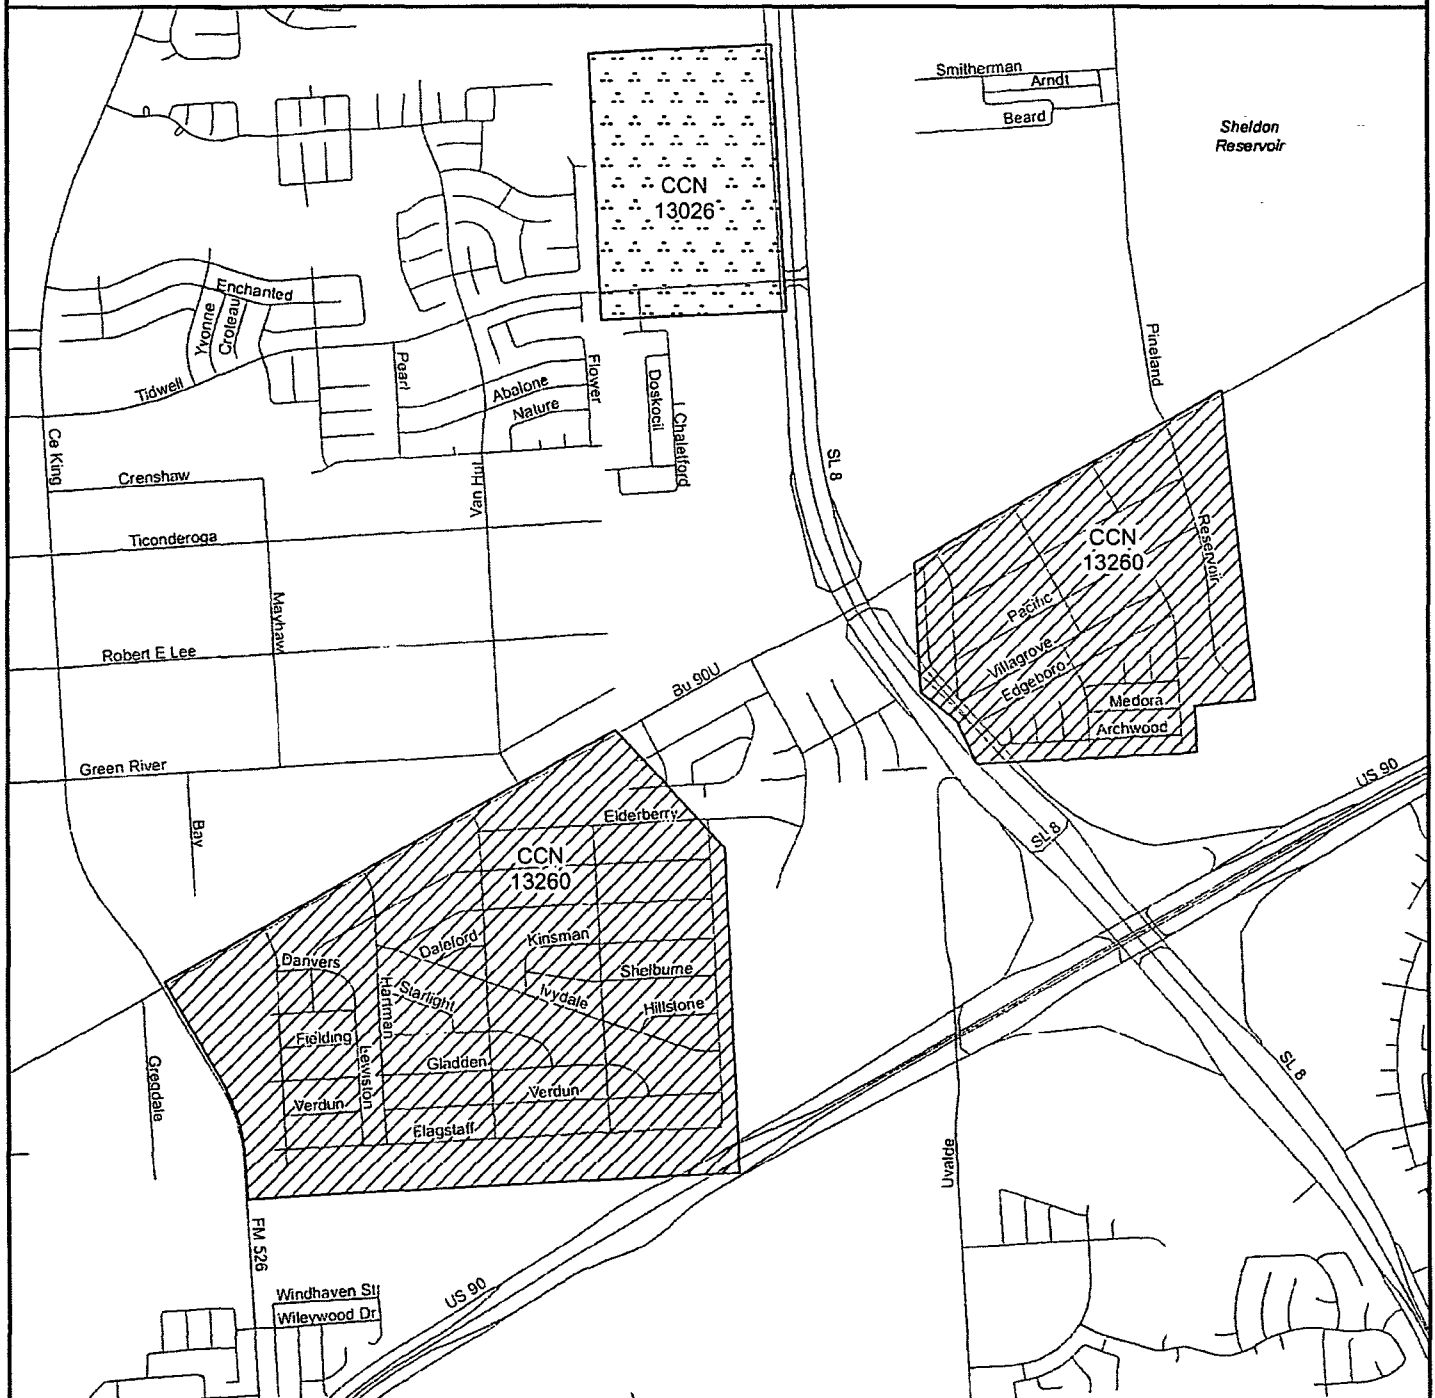 Smitherman
Arndt
Beard
Sheldon
Reservoir
CCN
13026
Enchanted
Yvonne
Croteau
Tidwell
Pearl
Abalone
Nature
Flower
Doskocil
Chaletford
Pineland
Ce King
Crenshaw
Van Hut
SL 8
Ticonderoga
CCN
13260
Reservoir
Mayhaw
Pacific
Robert E Lee
Villagrove
Edgeboro
Bu 90U
Medora
Archwood
Green River
US 90
Bay
Elderberry
SL 8
CCN
13260
Daleford
Kinsman
Danvers
Shelburne
Hartman
Starlight
Ivydale
Hillstone
Fielding
Lewiston
Gladden
Gregdale
SL 8
Verdun
Verdun
Flagstaff
Uvalde
FM 526
Windhaven St
Wileywood Dr
US 90